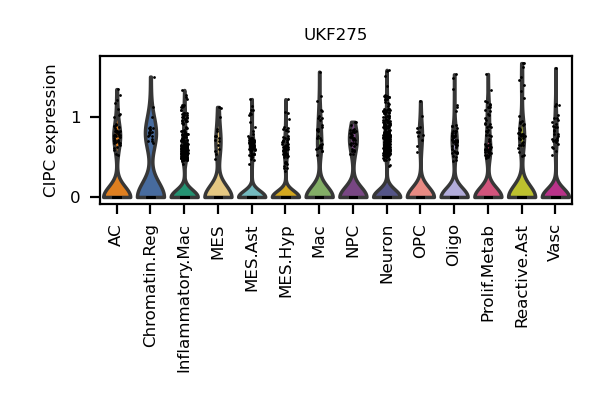 UKF275
CIPC expression
1
0
AC
Chromatin.Reg
Inflammatory.Mac
MES
MES.Ast
MES.Hyp
Mac
NPC
Neuron
OPC
Oligo
Prolif.Metab
Reactive.Ast
Vasc